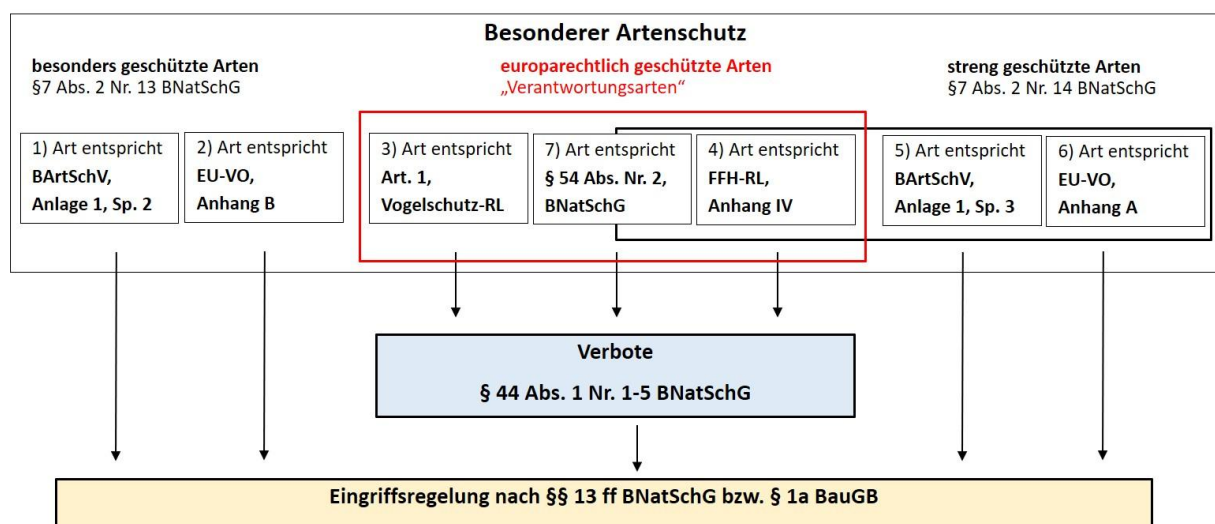 Besonderer Artenschutz
besonders geschützte Arten
§7 Abs. 2 Nr. 13 BNatSchG
europarechtlich geschützte Arten
„Verantwortungsarten“
streng geschützte Arten
§7 Abs. 2 Nr. 14 BNatSchG
1) Art entspricht
BArtSchV,
Anlage 1, Sp. 2
2) Art entspricht
EU-VO,
Anhang B
3) Art entspricht
Art. 1,
Vogelschutz-RL
7) Art entspricht
§ 54 Abs. Nr. 2,
BNatSchG
4) Art entspricht
FFH-RL,
Anhang IV
5) Art entspricht
BArtSchV,
Anlage 1, Sp. 3
6) Art entspricht
EU-VO,
Anhang A
Verbote
§ 44 Abs. 1 Nr. 1-5 BNatSchG
Eingriffsregelung nach §§ 13 ff BNatSchG bzw. § 1a BauGB